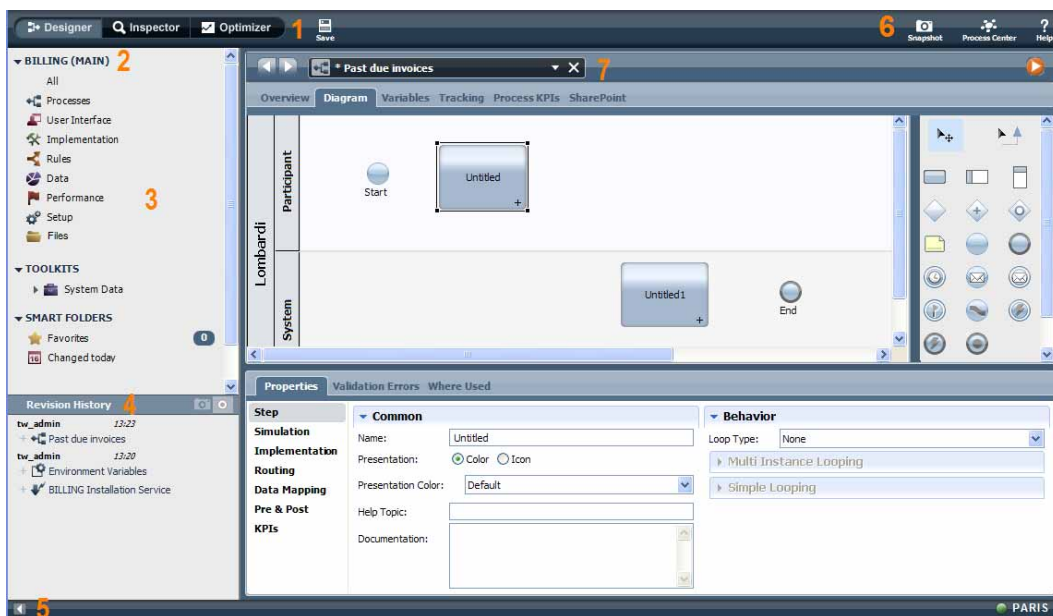 Designer Inspector Optimizer 1 Save 6 Snapshot Process Center ? Help
BILLING (MAIN) 2
All
Processes
User Interface
Implementation
Rules
Data
Performance
3
Setup
Files
TOOLKITS
System Data
SMART FOLDERS
Favorites 0
Changed today
Revision History 4
tw_admin 13:23
Past due invoices
tw_admin 13:20
Environment Variables
BILLING Installation Service
5
* Past due invoices 7
Overview Diagram Variables Tracking Process KPIs SharePoint
Lombardi
Participant
Start
Untitled
System
Untitled1
End
Properties Validation Errors Where Used
Step
Simulation
Implementation
Routing
Data Mapping
Pre & Post
KPIs
Common
Name: Untitled
Presentation: Color Icon
Presentation Color: Default
Help Topic:
Documentation:
Behavior
Loop Type: None
Multi Instance Looping
Simple Looping
PARIS